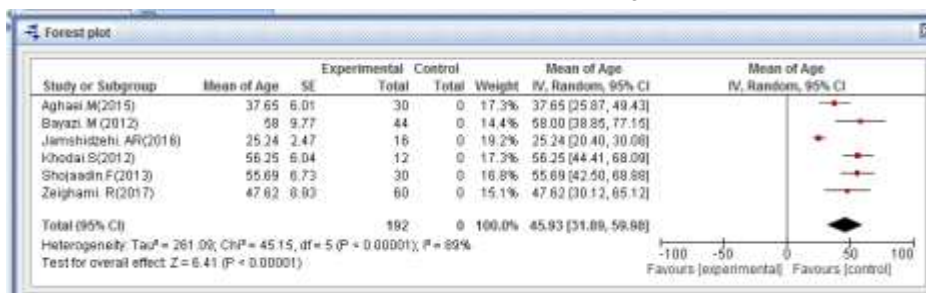 Forest plot
Experimental Control Mean of Age Mean of Age
Study or Subgroup Mean of Age SE Total Total Weight IV, Random, 95% CI IV, Random, 95% CI
Aghaei.M(2015) 37.65 6.01 30 0 17.3% 37.65 [25.87, 49.43]
Bayazi. M (2012) 58 9.77 44 0 14.4% 58.00 [38.85, 77.15]
Jamshidzehi. AR(2016) 25.24 2.47 16 0 19.2% 25.24 [20.40, 30.08]
Khodai.S(2012) 56.25 6.04 12 0 17.3% 56.25 [44.41, 68.09]
Shojaadin.F(2013) 55.69 6.73 30 0 16.8% 55.69 [42.50, 68.88]
Zeighami. R(2017) 47.62 8.93 60 0 15.1% 47.62 [30.12, 65.12]
Total (95% CI) 192 0 100.0% 45.93 [31.89, 59.98]
Heterogeneity: Tau² = 261.09; Chi² = 45.15, df = 5 (P < 0.00001); I² = 89%
Test for overall effect: Z = 6.41 (P < 0.00001)
-100 -50 0 50 100
Favours [experimental] Favours [control]